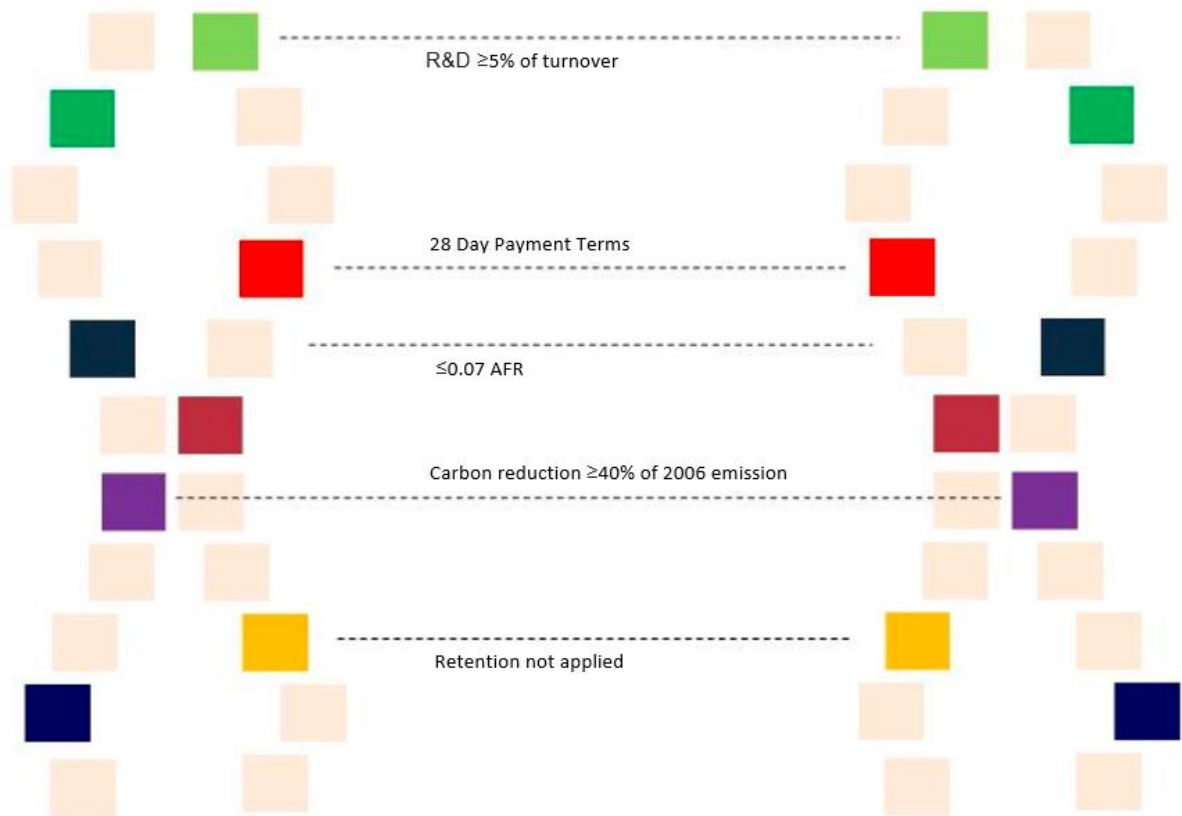 R&D ≥5% of turnover
28 Day Payment Terms
≤0.07 AFR
Carbon reduction ≥40% of 2006 emission
Retention not applied